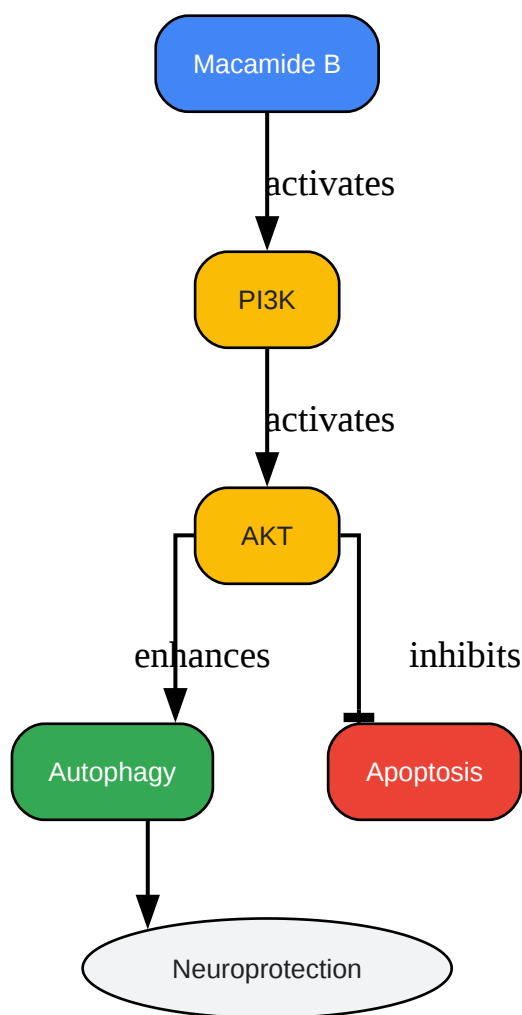 Macamide B
activates
PI3K
activates
AKT
enhances
inhibits
Autophagy
Apoptosis
Neuroprotection